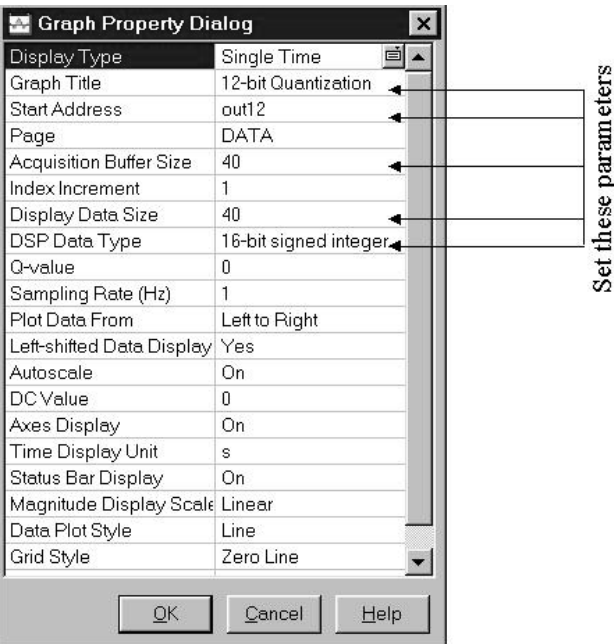 Graph Property Dialog
Display Type Single Time
Graph Title 12-bit Quantization
Start Address out12
Page DATA
Acquisition Buffer Size 40
Index Increment 1
Display Data Size 40
DSP Data Type 16-bit signed integer
Q-value 0
Sampling Rate (Hz) 1
Plot Data From Left to Right
Left-shifted Data Display Yes
Autoscale On
DC Value 0
Axes Display On
Time Display Unit s
Status Bar Display On
Magnitude Display Scale Linear
Data Plot Style Line
Grid Style Zero Line
OK Cancel Help
Set these parameters